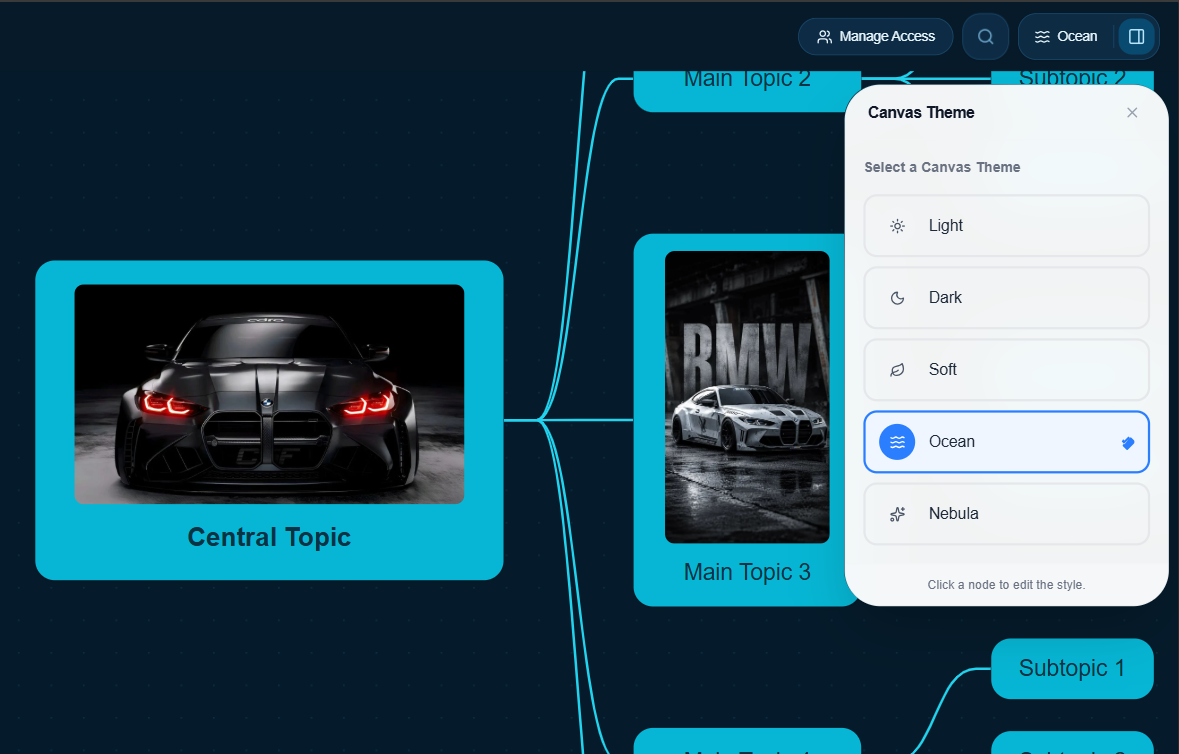 Manage Access
Ocean
Main Topic 2
Subtopic 2
Canvas Theme
Select a Canvas Theme
Light
Dark
Soft
Ocean
Nebula
Click a node to edit the style.
Central Topic
BMW
Main Topic 3
Subtopic 1